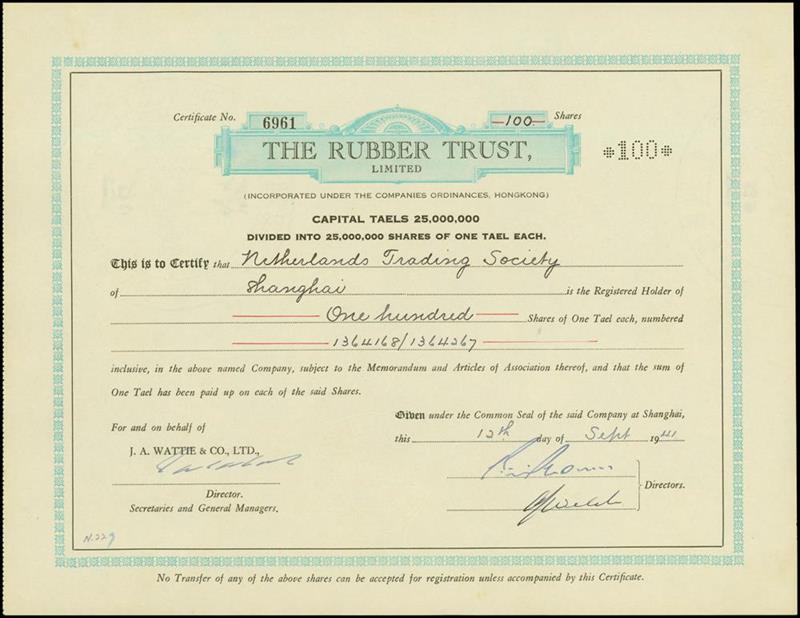 Certificate No. 6961 —100— Shares
THE RUBBER TRUST,
LIMITED
*100*
(INCORPORATED UNDER THE COMPANIES ORDINANCES, HONGKONG)
CAPITAL TAELS 25,000,000
DIVIDED INTO 25,000,000 SHARES OF ONE TAEL EACH.
This is to Certify that Netherlands Trading Society
of Shanghai is the Registered Holder of
One hundred Shares of One Tael each, numbered
1364168/1364267
inclusive, in the above named Company, subject to the Memorandum and Articles of Association thereof, and that the sum of
One Tael has been paid up on each of the said Shares.
Given under the Common Seal of the said Company at Shanghai,
this 12th day of Sept 1941
For and on behalf of
J. A. WATTIE & CO., LTD.,
Director.
Secretaries and General Managers.
Directors.
N.229
No Transfer of any of the above shares can be accepted for registration unless accompanied by this Certificate.